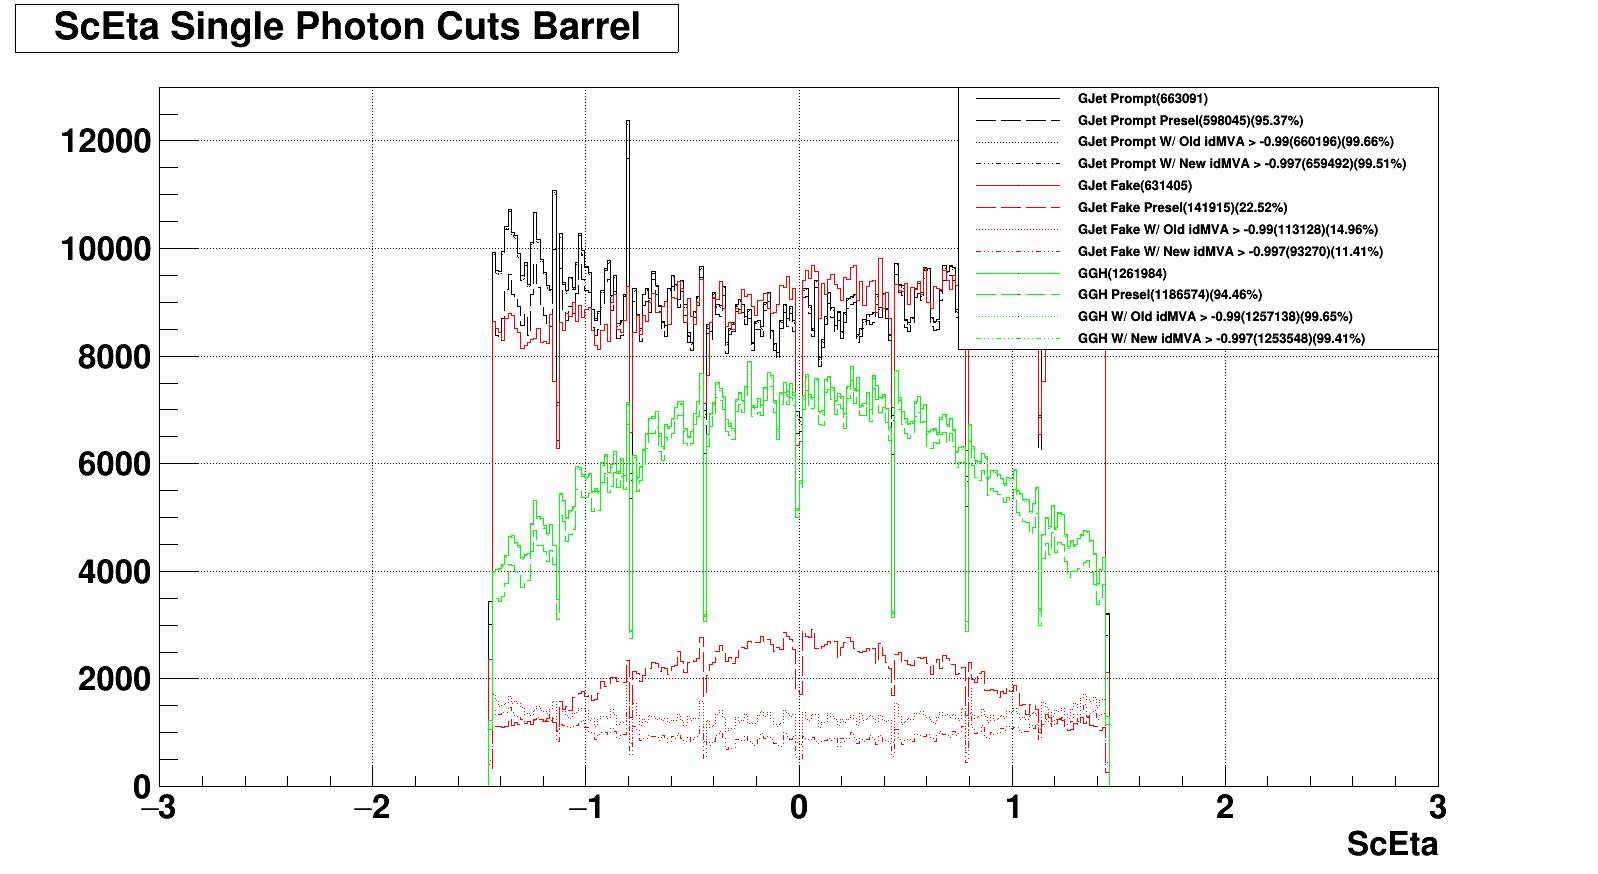 ScEta Single Photon Cuts Barrel
GJet Prompt(663091)
GJet Prompt Presel(598045)(95.37%)
GJet Prompt W/ Old idMVA > -0.99(660196)(99.66%)
GJet Prompt W/ New idMVA > -0.997(659492)(99.51%)
GJet Fake(631405)
GJet Fake Presel(141915)(22.52%)
GJet Fake W/ Old idMVA > -0.99(113128)(14.96%)
GJet Fake W/ New idMVA > -0.997(93270)(11.41%)
GGH(1261984)
GGH Presel(1186574)(94.46%)
GGH W/ Old idMVA > -0.99(1257138)(99.65%)
GGH W/ New idMVA > -0.997(1253548)(99.41%)
12000
10000
8000
6000
4000
2000
0
−3 −2 −1 0 1 2 3
ScEta